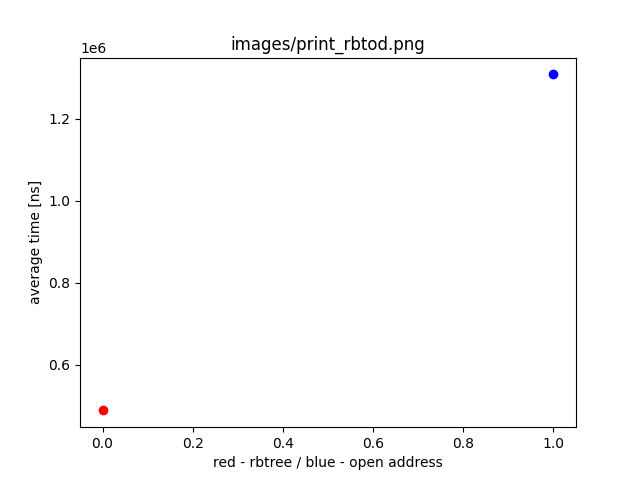 images/print_rbtod.png
1e6
1.2
1.0
0.8
0.6
average time [ns]
0.0 0.2 0.4 0.6 0.8 1.0
red - rbtree / blue - open address